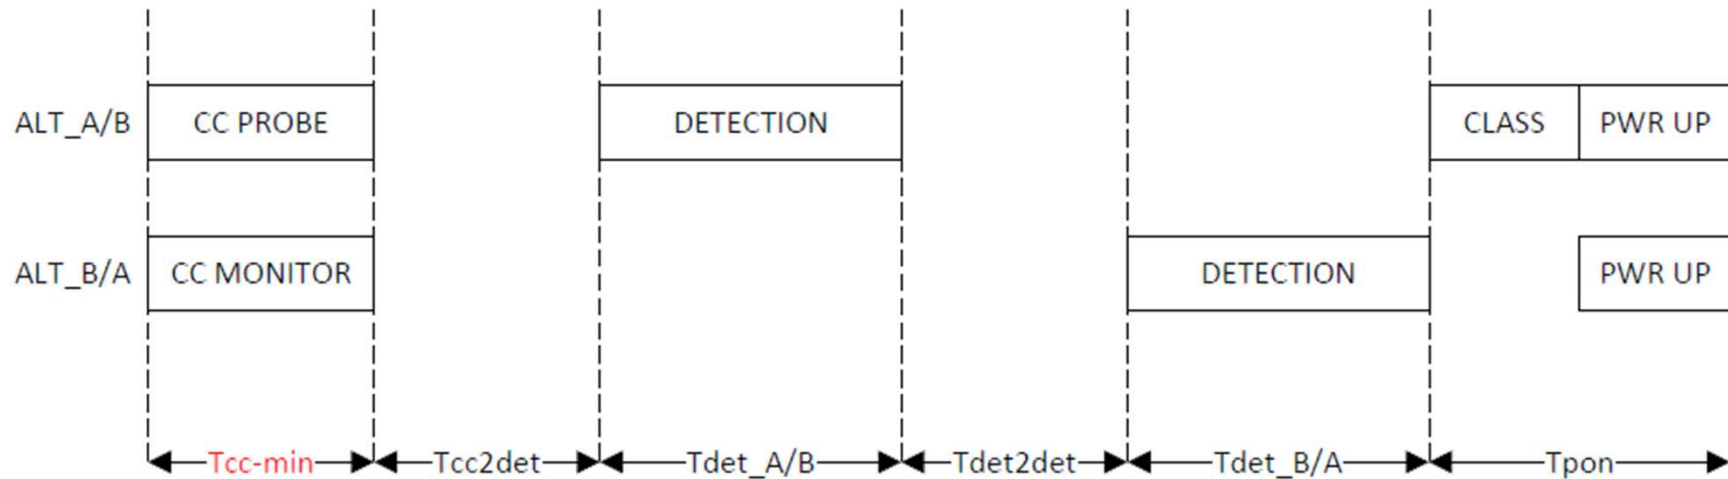 ALT_A/B CC PROBE DETECTION CLASS PWR UP
ALT_B/A CC MONITOR DETECTION PWR UP
Tcc-min Tcc2det Tdet_A/B Tdet2det Tdet_B/A Tpon